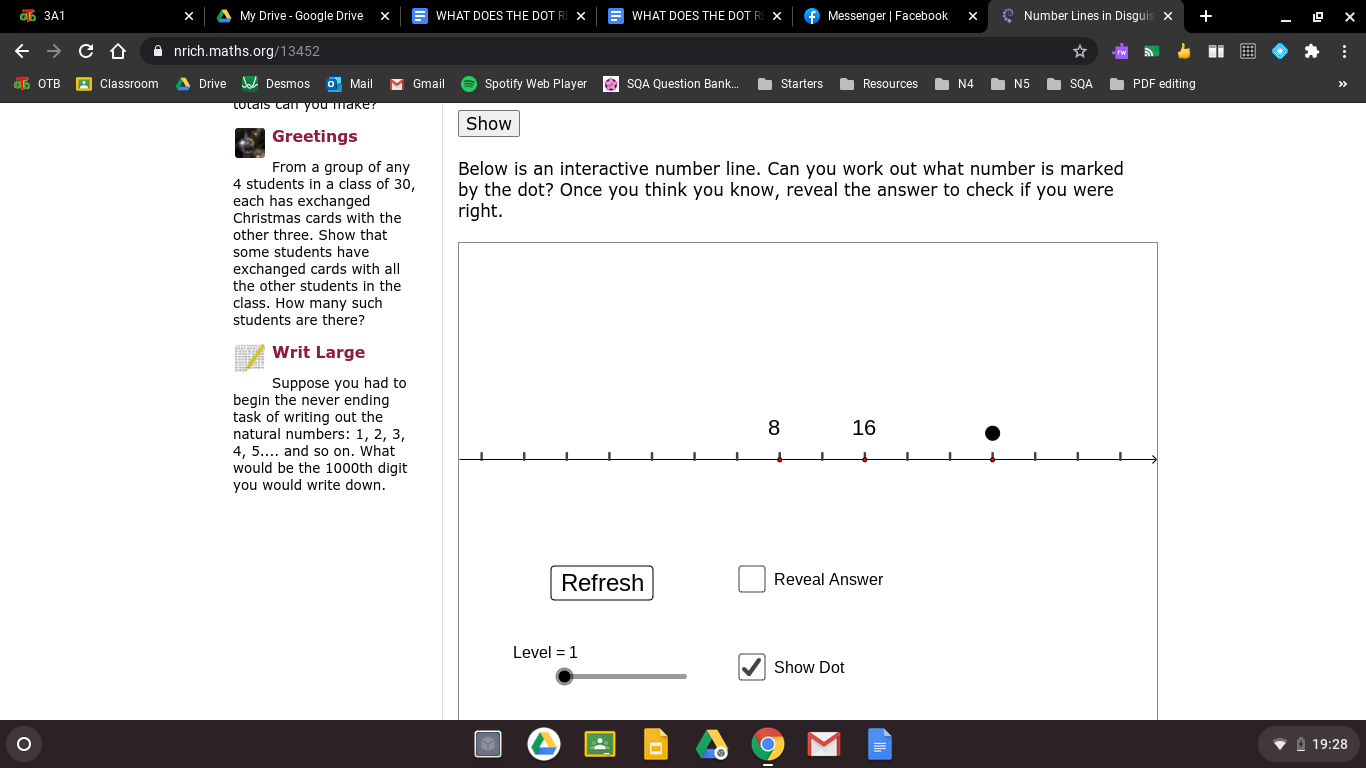 3A1
My Drive - Google Drive
WHAT DOES THE DOT R
WHAT DOES THE DOT R
Messenger | Facebook
Number Lines in Disguis
nrich.maths.org/13452
OTB
Classroom
Drive
Desmos
Mail
Gmail
Spotify Web Player
SQA Question Bank...
Starters
Resources
N4
N5
SQA
PDF editing
»
totals can you make?
Greetings
From a group of any
4 students in a class of 30,
each has exchanged
Christmas cards with the
other three. Show that
some students have
exchanged cards with all
the other students in the
class. How many such
students are there?
Writ Large
Suppose you had to
begin the never ending
task of writing out the
natural numbers: 1, 2, 3,
4, 5.... and so on. What
would be the 1000th digit
you would write down.
Show
Below is an interactive number line. Can you work out what number is marked
by the dot? Once you think you know, reveal the answer to check if you were
right.
8
16
Refresh
Reveal Answer
Level = 1
Show Dot
19:28